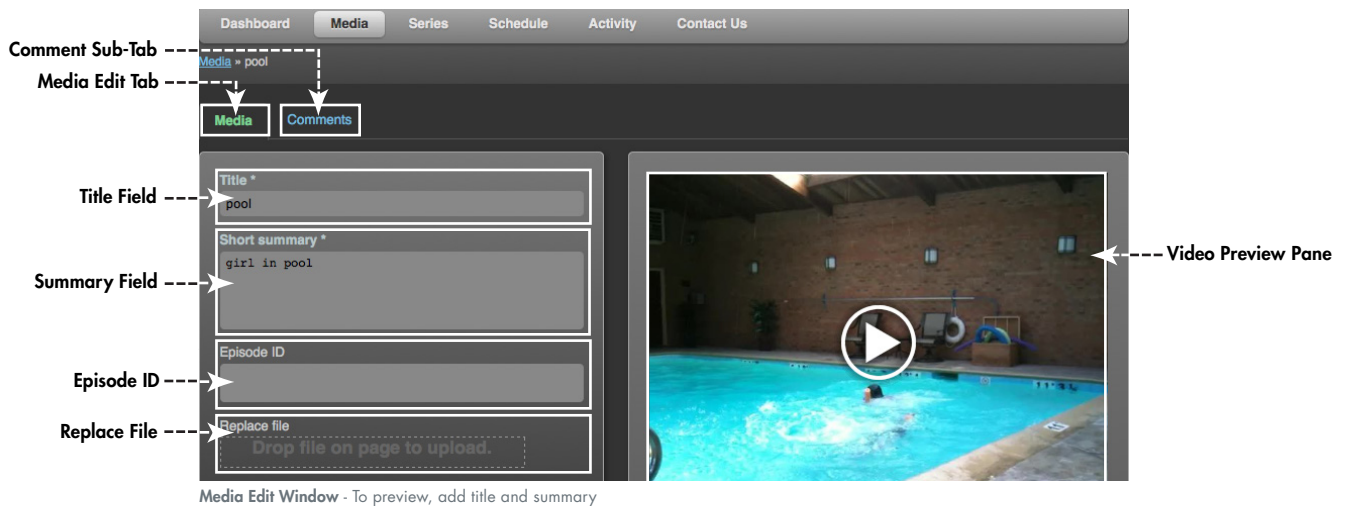 Dashboard Media Series Schedule Activity Contact Us
Comment Sub-Tab
Media » pool
Media Edit Tab
Media Comments
Title *
Title Field
pool
Short summary *
girl in pool
Video Preview Pane
Summary Field
Episode ID
Episode ID
Replace file
Replace File
Drop file on page to upload.
Media Edit Window - To preview, add title and summary